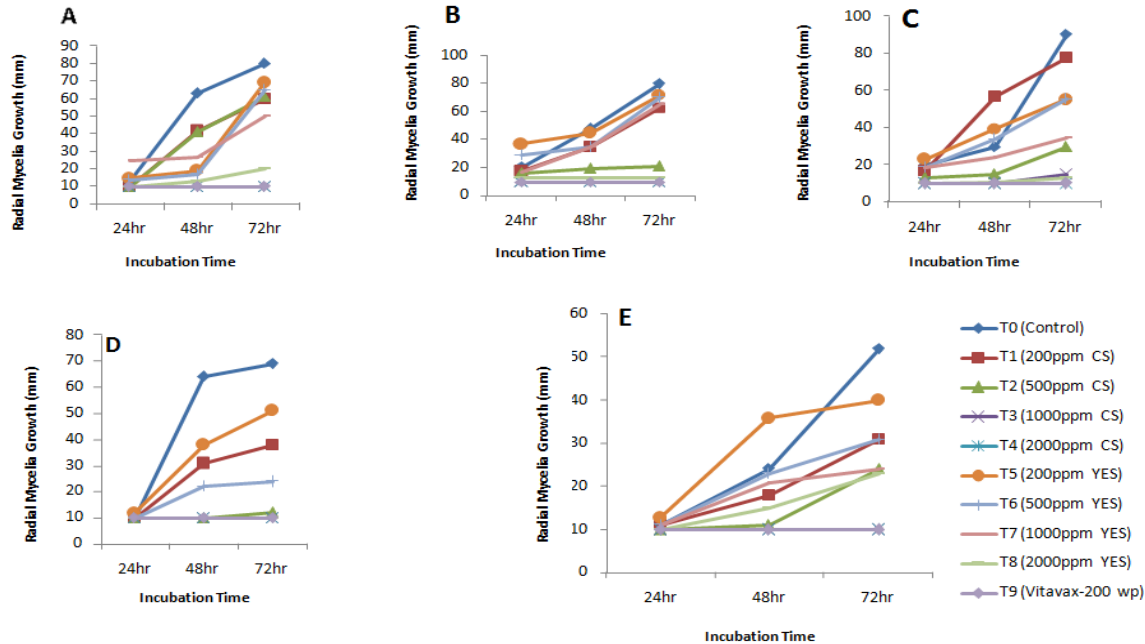 A
Radial Mycelia Growth (mm)
90
80
70
60
50
40
30
20
10
0
24hr 48hr 72hr
Incubation Time
B
Radial Mycelia Growth (mm)
100
80
60
40
20
0
24hr 48hr 72hr
Incubation Time
C
Radial Mycelia Growth (mm)
100
80
60
40
20
0
24hr 48hr 72hr
Incubation Time
D
Radial Mycelia Growth (mm)
80
70
60
50
40
30
20
10
0
24hr 48hr 72hr
Incubation Time
E
Radial Mycelia Growth (mm)
60
50
40
30
20
10
0
24hr 48hr 72hr
Incubation Time
T0 (Control)
T1 (200ppm CS)
T2 (500ppm CS)
T3 (1000ppm CS)
T4 (2000ppm CS)
T5 (200ppm YES)
T6 (500ppm YES)
T7 (1000ppm YES)
T8 (2000ppm YES)
T9 (Vitavax-200 wp)